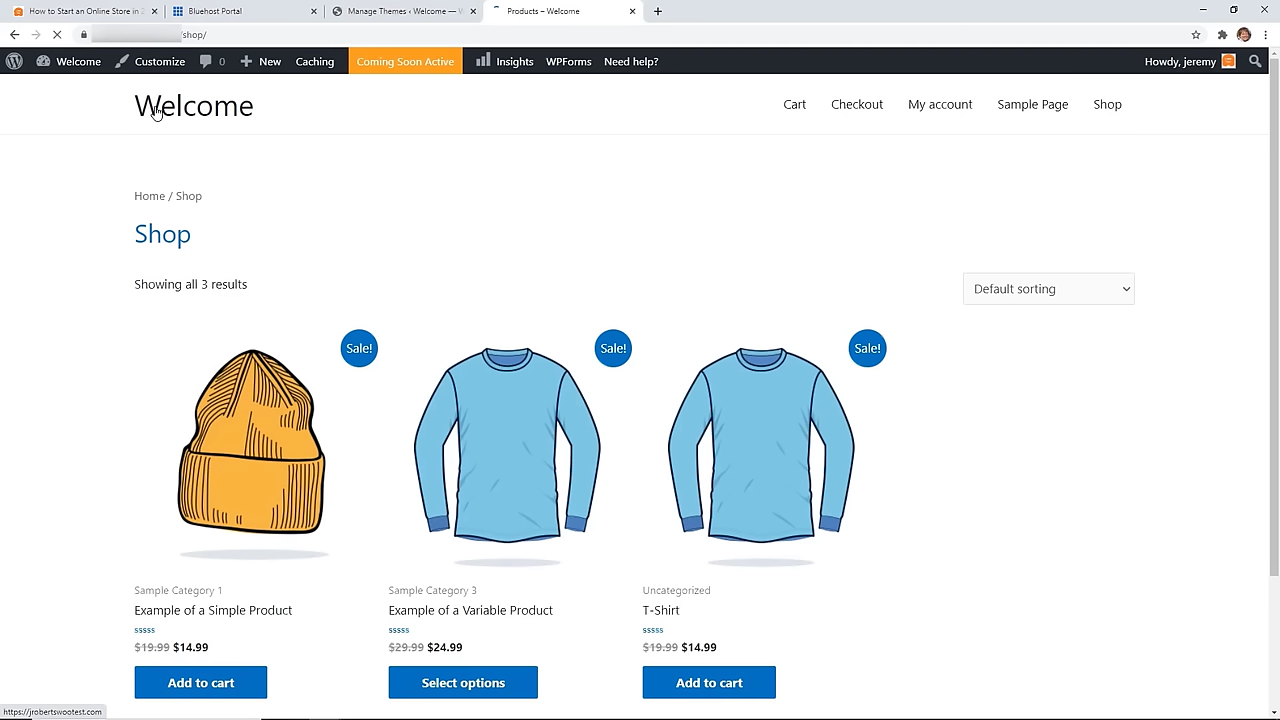 How to Start an Online Store in 2
Bluehost Portal
Manage Themes ‹ Welcome — W
Products – Welcome
/shop/
Welcome
Customize
0
New
Caching
Coming Soon Active
Insights
WPForms
Need help?
Howdy, jeremy
Welcome
Cart
Checkout
My account
Sample Page
Shop
Home / Shop
Shop
Showing all 3 results
Default sorting
Sale!
Sale!
Sale!
Sample Category 1
Example of a Simple Product
sssss
$19.99 $14.99
Add to cart
Sample Category 3
Example of a Variable Product
sssss
$29.99 $24.99
Select options
Uncategorized
T-Shirt
sssss
$19.99 $14.99
Add to cart
https://jrobertswootest.com